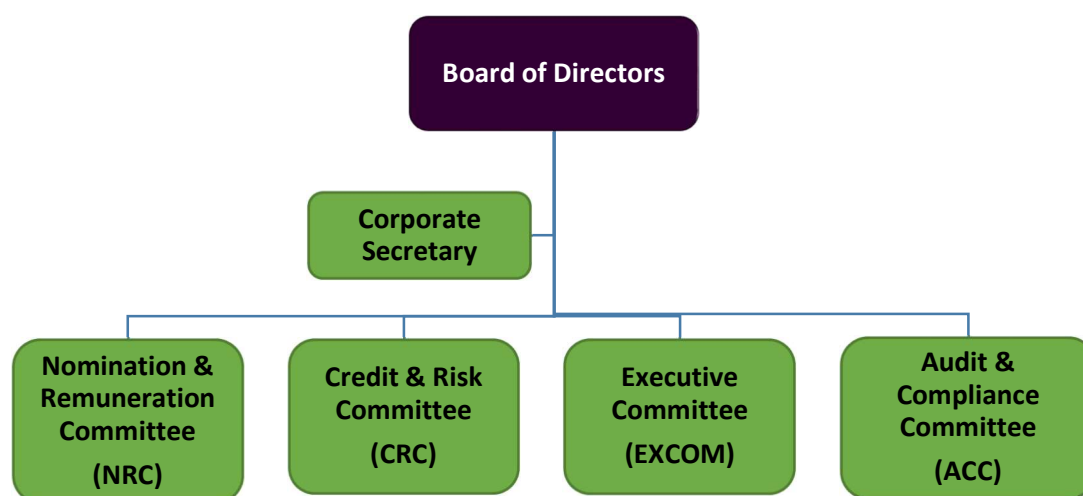 Board of Directors
Corporate
Secretary
Nomination &
Remuneration
Committee
(NRC)
Credit & Risk
Committee
(CRC)
Executive
Committee
(EXCOM)
Audit &
Compliance
Committee
(ACC)